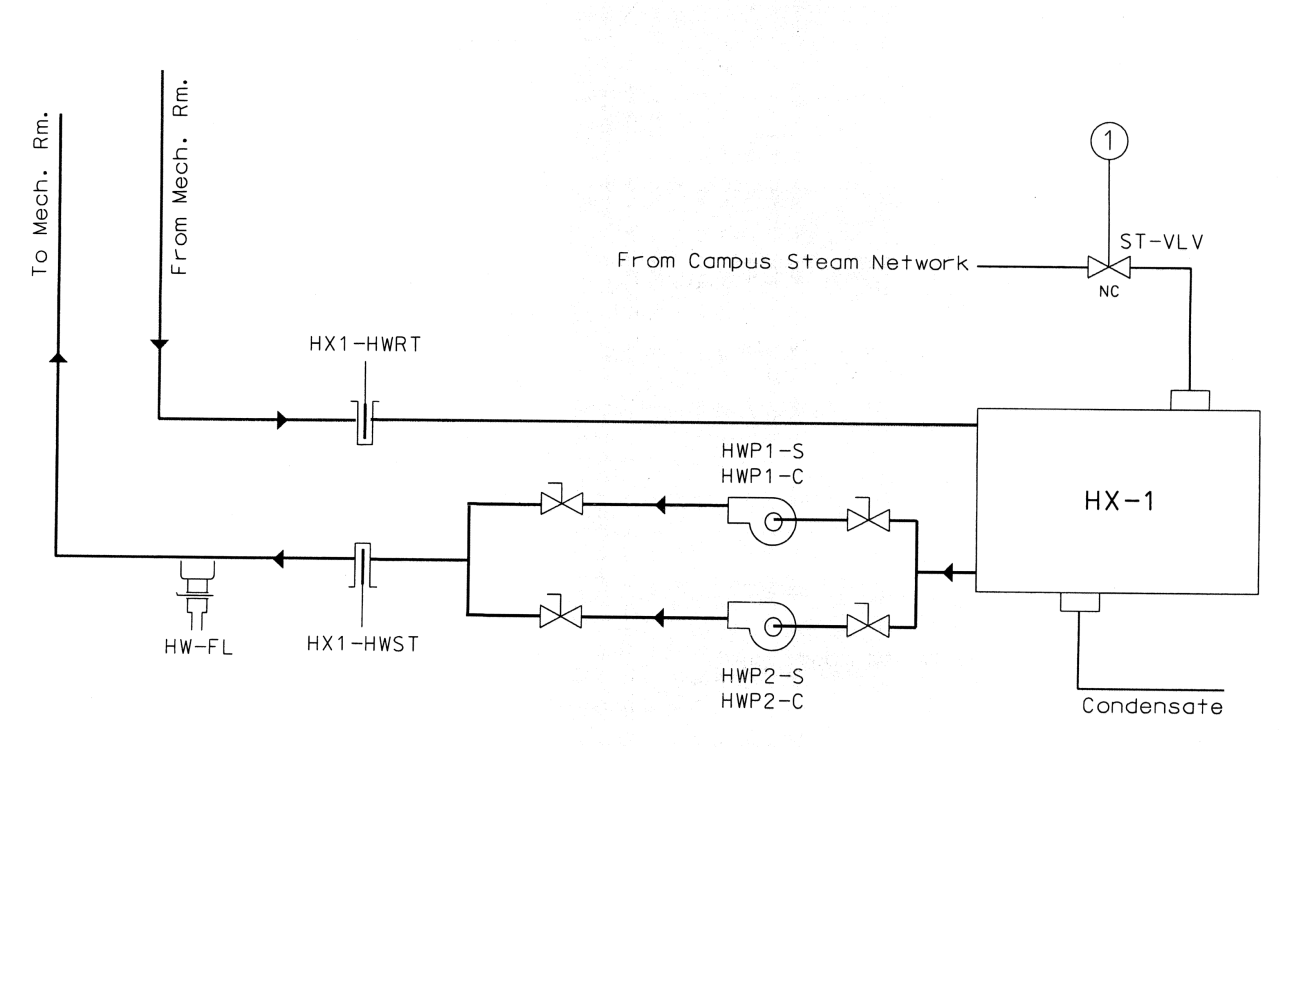 To Mech. Rm.
From Mech. Rm.
1
ST-VLV
From Campus Steam Network
NC
HX1-HWRT
HWP1-S
HWP1-C
HX-1
HW-FL
HX1-HWST
HWP2-S
HWP2-C
Condensate